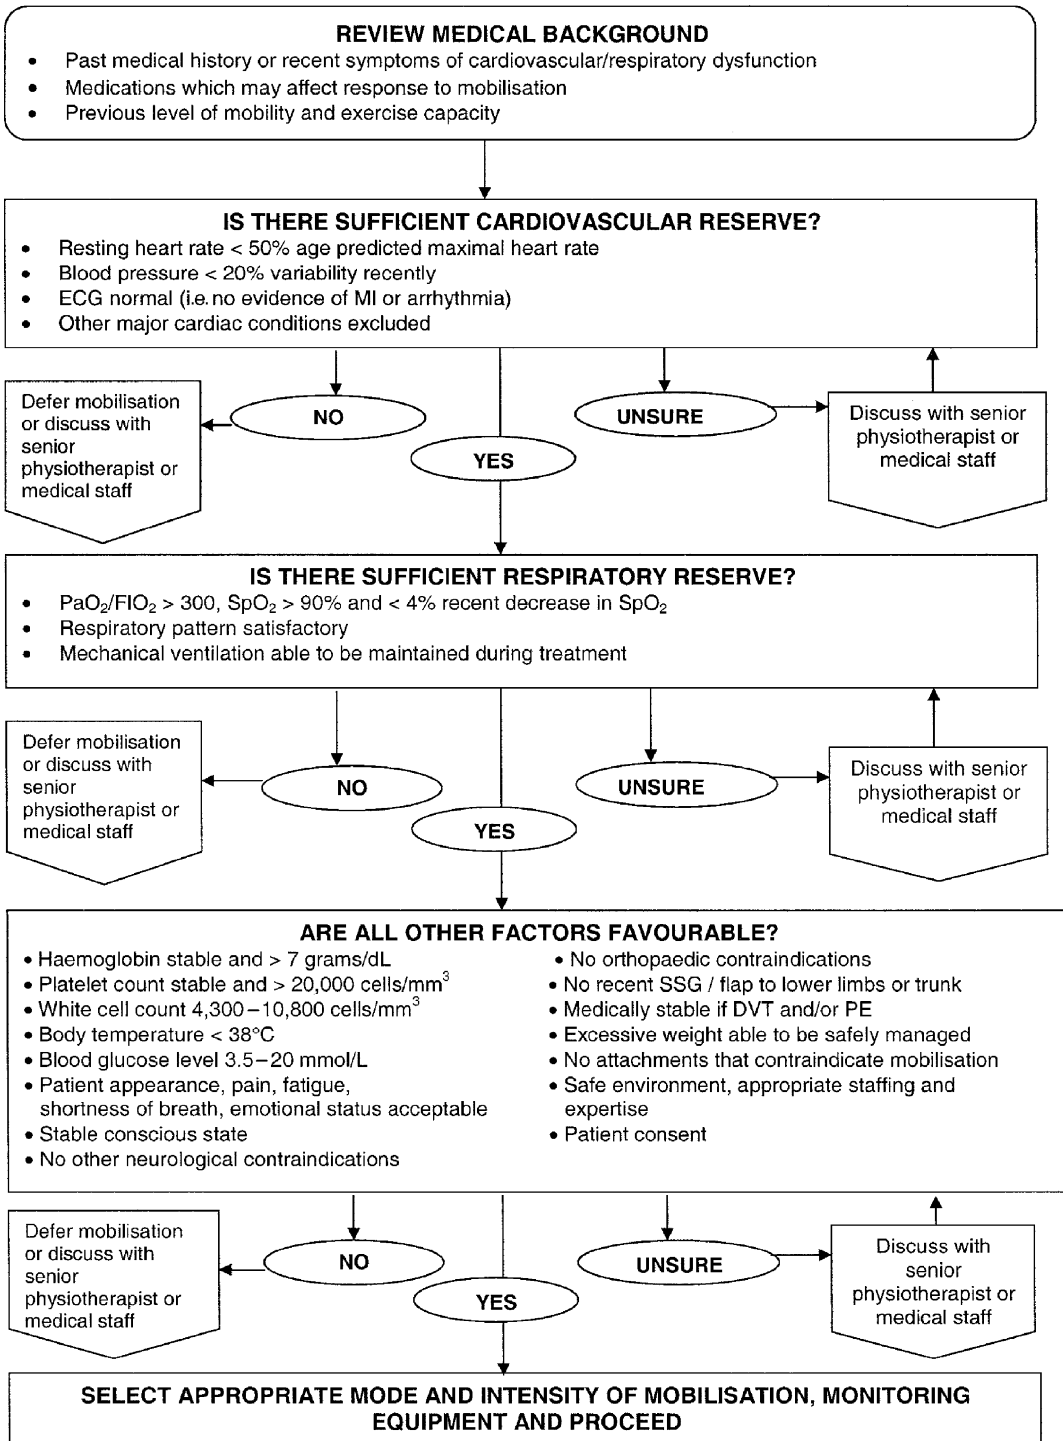 REVIEW MEDICAL BACKGROUND
• Past medical history or recent symptoms of cardiovascular/respiratory dysfunction
• Medications which may affect response to mobilisation
• Previous level of mobility and exercise capacity
IS THERE SUFFICIENT CARDIOVASCULAR RESERVE?
• Resting heart rate < 50% age predicted maximal heart rate
• Blood pressure < 20% variability recently
• ECG normal (i.e. no evidence of MI or arrhythmia)
• Other major cardiac conditions excluded
Defer mobilisation
or discuss with
senior
physiotherapist or
medical staff
NO
YES
UNSURE
Discuss with senior
physiotherapist or
medical staff
IS THERE SUFFICIENT RESPIRATORY RESERVE?
• PaO₂/FIO₂ > 300, SpO₂ > 90% and < 4% recent decrease in SpO₂
• Respiratory pattern satisfactory
• Mechanical ventilation able to be maintained during treatment
Defer mobilisation
or discuss with
senior
physiotherapist or
medical staff
NO
YES
UNSURE
Discuss with senior
physiotherapist or
medical staff
ARE ALL OTHER FACTORS FAVOURABLE?
• Haemoglobin stable and > 7 grams/dL
• Platelet count stable and > 20,000 cells/mm³
• White cell count 4,300–10,800 cells/mm³
• Body temperature < 38°C
• Blood glucose level 3.5–20 mmol/L
• Patient appearance, pain, fatigue,
shortness of breath, emotional status acceptable
• Stable conscious state
• No other neurological contraindications
• No orthopaedic contraindications
• No recent SSG / flap to lower limbs or trunk
• Medically stable if DVT and/or PE
• Excessive weight able to be safely managed
• No attachments that contraindicate mobilisation
• Safe environment, appropriate staffing and
expertise
• Patient consent
Defer mobilisation
or discuss with
senior
physiotherapist or
medical staff
NO
YES
UNSURE
Discuss with
senior
physiotherapist or
medical staff
SELECT APPROPRIATE MODE AND INTENSITY OF MOBILISATION, MONITORING
EQUIPMENT AND PROCEED